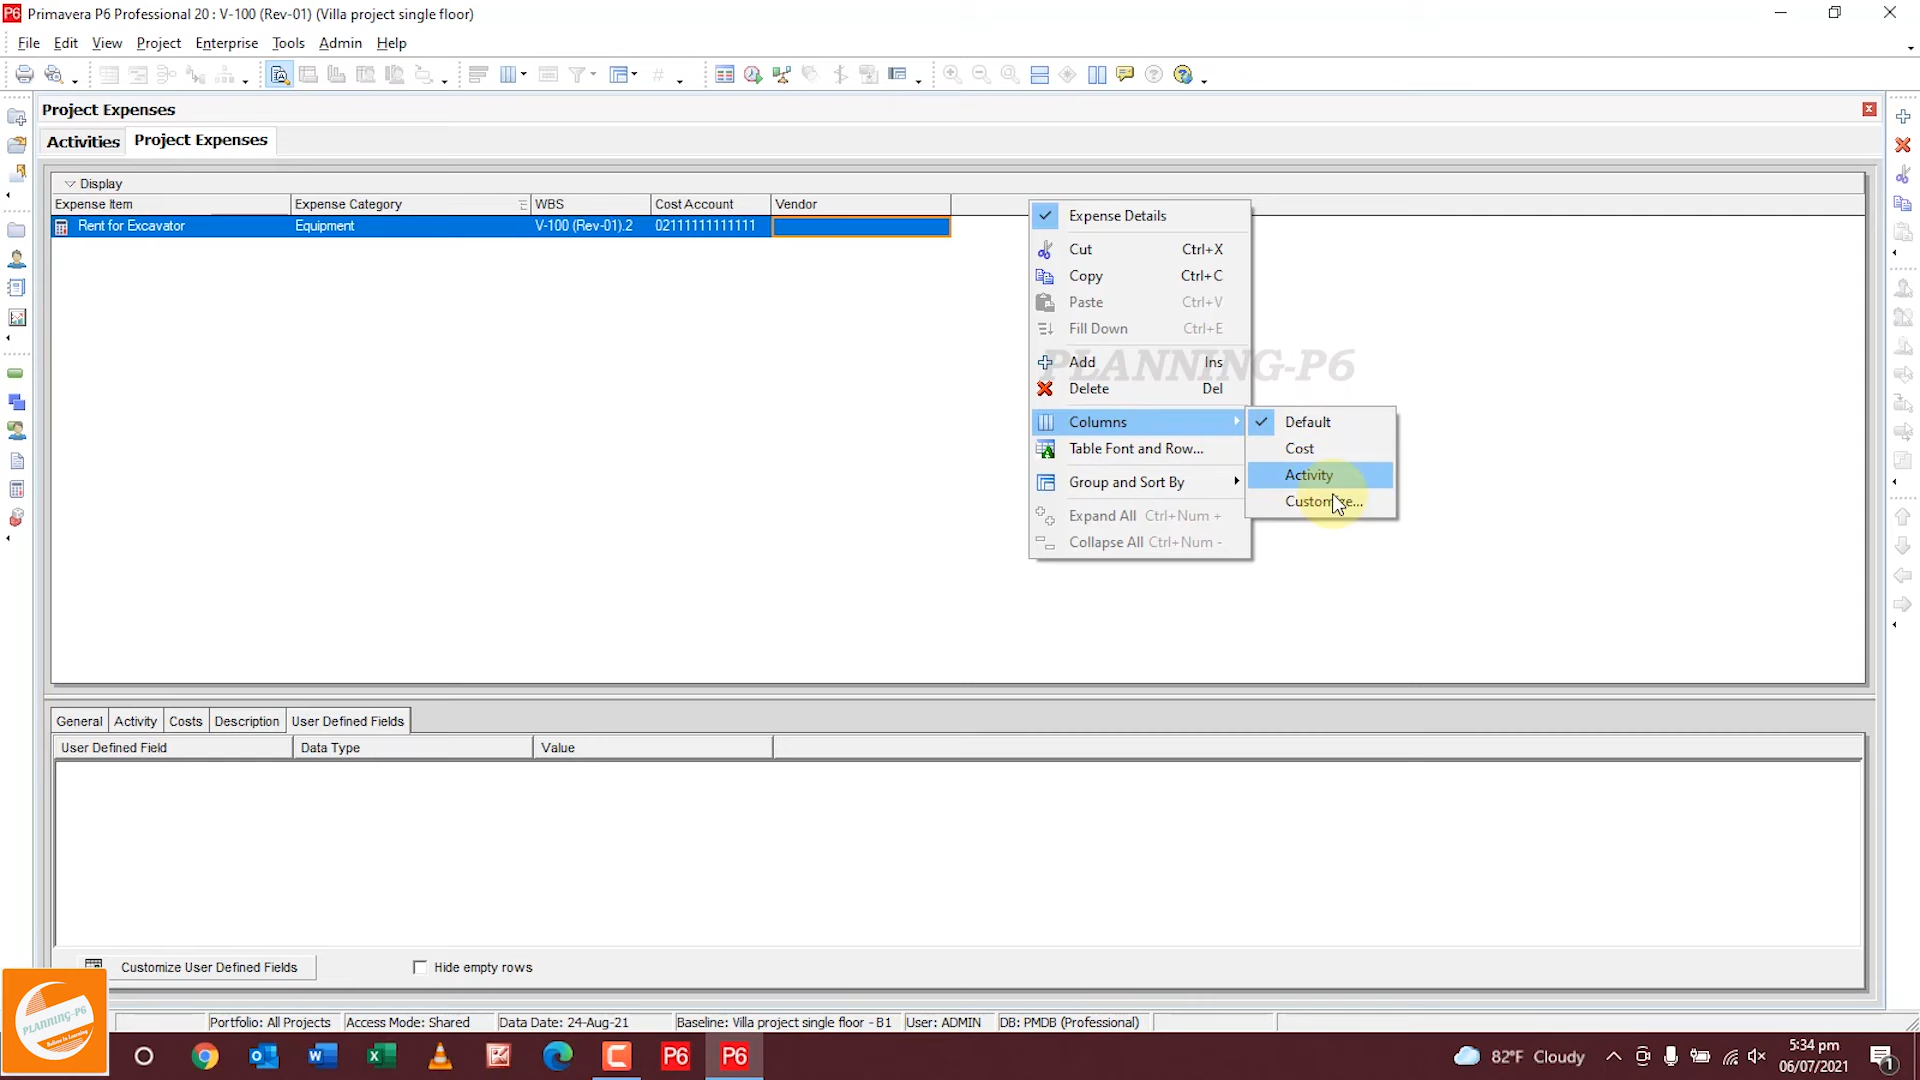 Primavera P6 Professional 20 : V-100 (Rev-01) (Villa project single floor)
File Edit View Project Enterprise Tools Admin Help
Project Expenses
Activities Project Expenses
Display
Expense Item Expense Category WBS Cost Account Vendor
Rent for Excavator Equipment V-100 (Rev-01).2 02111111111111
Expense Details
Cut Ctrl+X
Copy Ctrl+C
Paste Ctrl+V
Fill Down Ctrl+E
PLANNING-P6
Add Ins
Delete Del
Columns
Table Font and Row...
Group and Sort By
Expand All Ctrl+Num +
Collapse All Ctrl+Num -
Default
Cost
Activity
Customize...
General Activity Costs Description User Defined Fields
User Defined Field Data Type Value
Customize User Defined Fields Hide empty rows
PLANNING-P6
Portfolio: All Projects Access Mode: Shared Data Date: 24-Aug-21 Baseline: Villa project single floor - B1 User: ADMIN DB: PMDB (Professional)
82°F Cloudy
5:34 pm
06/07/2021
1